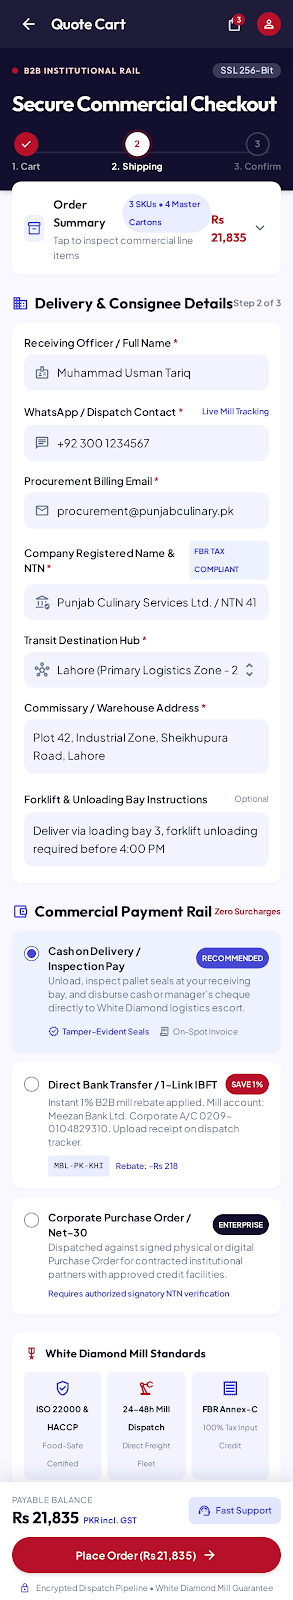 Quote Cart
3
B2B INSTITUTIONAL RAIL
SSL 256-Bit
Secure Commercial Checkout
2
3
1. Cart
2. Shipping
3. Confirm
Order Summary
3 SKUs • 4 Master Cartons
Rs 21,835
Tap to inspect commercial line items
Delivery & Consignee Details
Step 2 of 3
Receiving Officer / Full Name *
Muhammad Usman Tariq
WhatsApp / Dispatch Contact *
Live Mill Tracking
+92 300 1234567
Procurement Billing Email *
procurement@punjabculinary.pk
Company Registered Name & NTN *
FBR TAX COMPLIANT
Punjab Culinary Services Ltd. / NTN 41
Transit Destination Hub *
Lahore (Primary Logistics Zone - 2
Commissary / Warehouse Address *
Plot 42, Industrial Zone, Sheikhupura
Road, Lahore
Forklift & Unloading Bay Instructions
Optional
Deliver via loading bay 3, forklift unloading
required before 4:00 PM
Commercial Payment Rail
Zero Surcharges
Cash on Delivery /
Inspection Pay
RECOMMENDED
Unload, inspect pallet seals at your receiving
bay, and disburse cash or manager's cheque
directly to White Diamond logistics escort.
Tamper-Evident Seals
On-Spot Invoice
Direct Bank Transfer / 1-Link IBFT
SAVE 1%
Instant 1% B2B mill rebate applied. Mill account:
Meezan Bank Ltd. Corporate A/C 0209-
0104829310. Upload receipt on dispatch
tracker.
MBL-PK-KHI
Rebate: -Rs 218
Corporate Purchase Order /
Net-30
ENTERPRISE
Dispatched against signed physical or digital
Purchase Order for contracted institutional
partners with approved credit facilities.
Requires authorized signatory NTN verification
White Diamond Mill Standards
ISO 22000 &
HACCP
Food-Safe
Certified
24-48h Mill
Dispatch
Direct Freight
Fleet
FBR Annex-C
100% Tax Input
Credit
PAYABLE BALANCE
Rs 21,835 PKR incl. GST
Fast Support
Place Order (Rs 21,835)
Encrypted Dispatch Pipeline • White Diamond Mill Guarantee